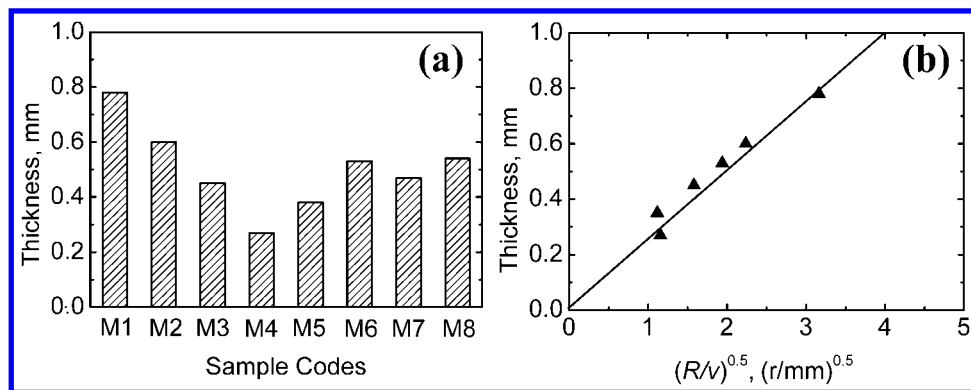 (a)
Thickness, mm
1.0
0.8
0.6
0.4
0.2
0.0
M1 M2 M3 M4 M5 M6 M7 M8
Sample Codes
(b)
Thickness, mm
1.0
0.8
0.6
0.4
0.2
0.0
0 1 2 3 4 5
(R/v)^0.5, (r/mm)^0.5